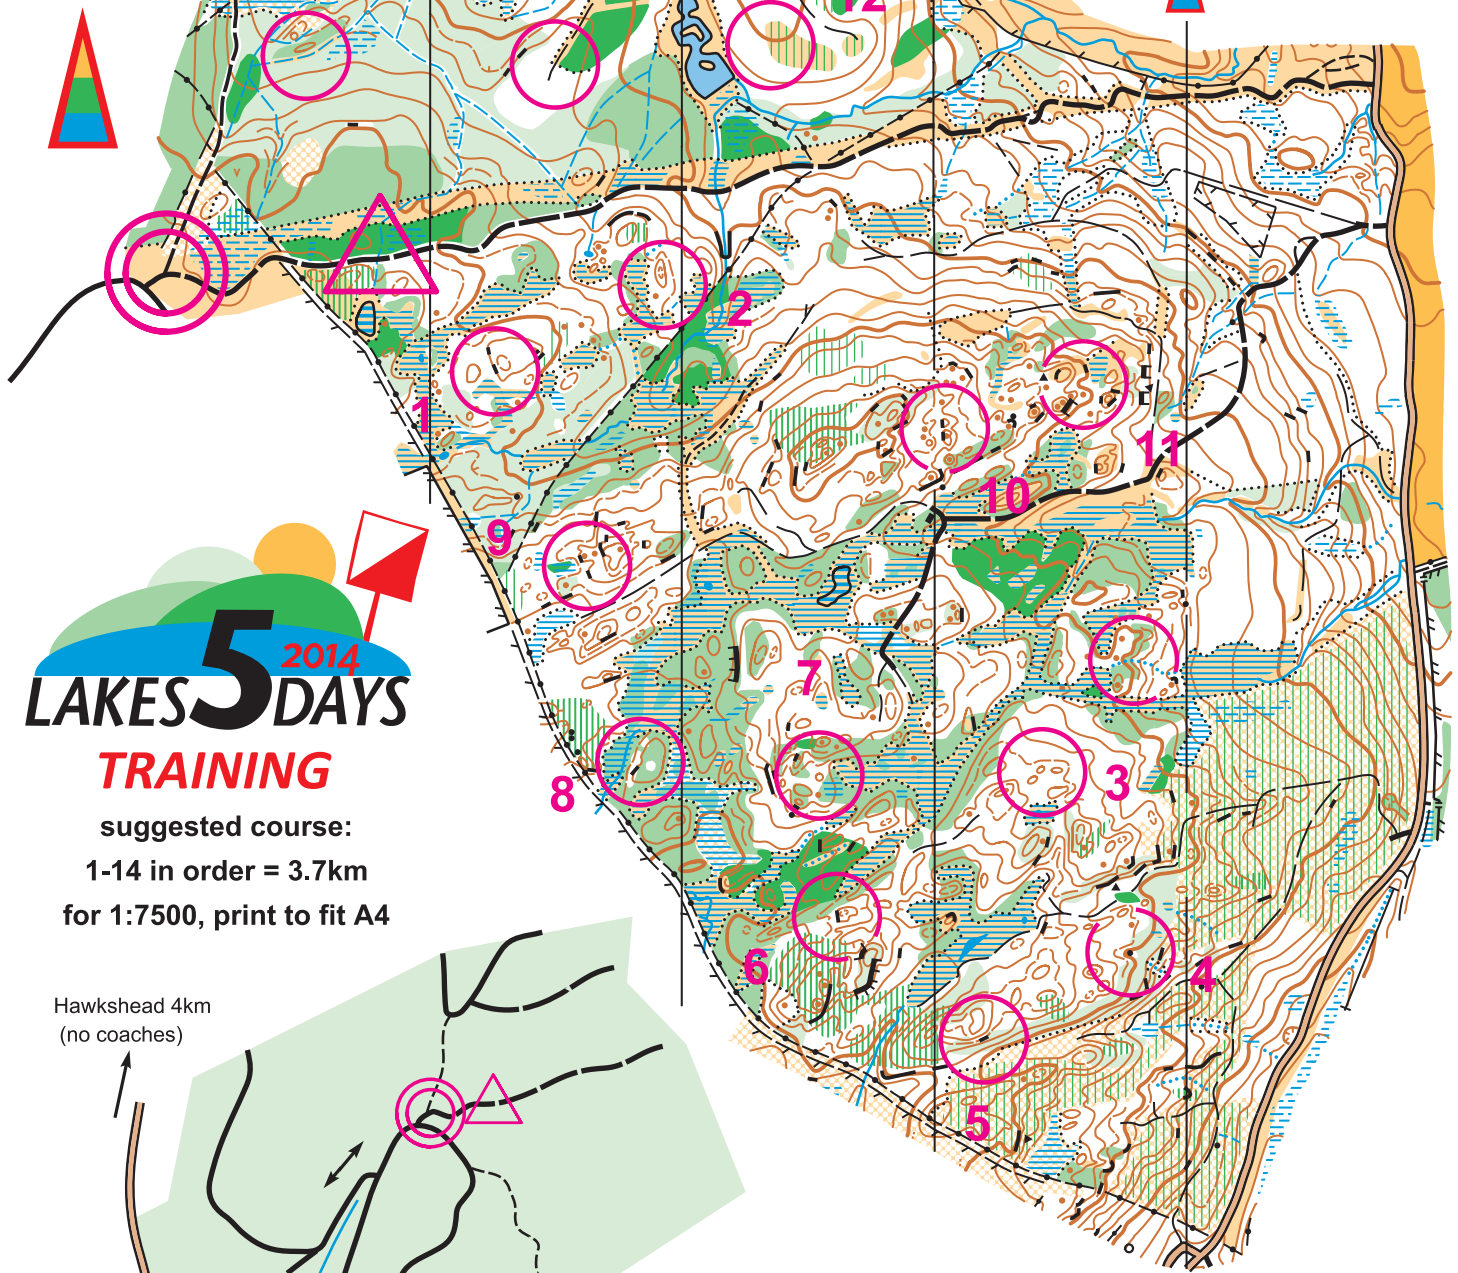 12
2
1
11
10
9
5
2014
LAKES DAYS
TRAINING
7
3
8
suggested course:
1-14 in order = 3.7km
for 1:7500, print to fit A4
6
4
Hawkshead 4km
(no coaches)
5